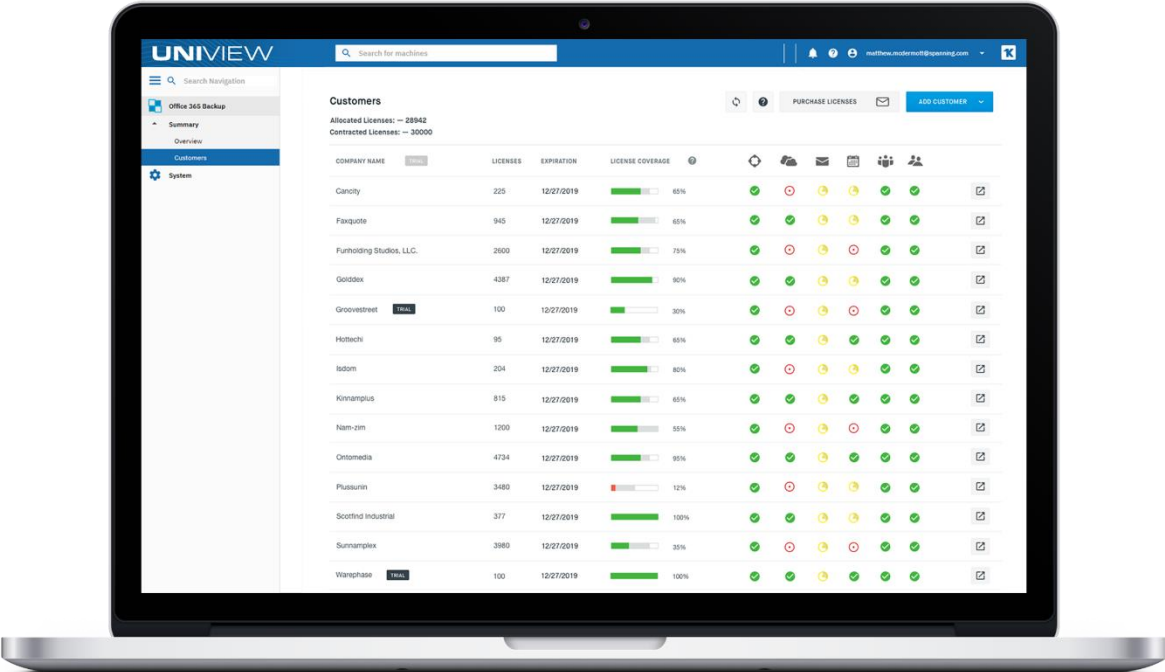 UNIVIEW
Search for machines
matthew.mcdermott@spanning.com
K
Search Navigation
Office 365 Backup
Summary
Overview
Customers
System
Customers
Allocated Licenses: — 28942
Contracted Licenses: — 30000
PURCHASE LICENSES
ADD CUSTOMER
COMPANY NAME TRIAL LICENSES EXPIRATION LICENSE COVERAGE
Cancity 225 12/27/2019 65%
Faxquote 945 12/27/2019 65%
Funholding Studios, LLC. 2600 12/27/2019 75%
Golddex 4387 12/27/2019 90%
Groovestreet TRIAL 100 12/27/2019 30%
Hottechi 95 12/27/2019 65%
Isdom 204 12/27/2019 80%
Kinnamplus 815 12/27/2019 65%
Nam-zim 1200 12/27/2019 55%
Ontomedia 4734 12/27/2019 95%
Plussunin 3480 12/27/2019 12%
Scotfind Industrial 377 12/27/2019 100%
Sunnamplex 3980 12/27/2019 35%
Warephase TRIAL 100 12/27/2019 100%